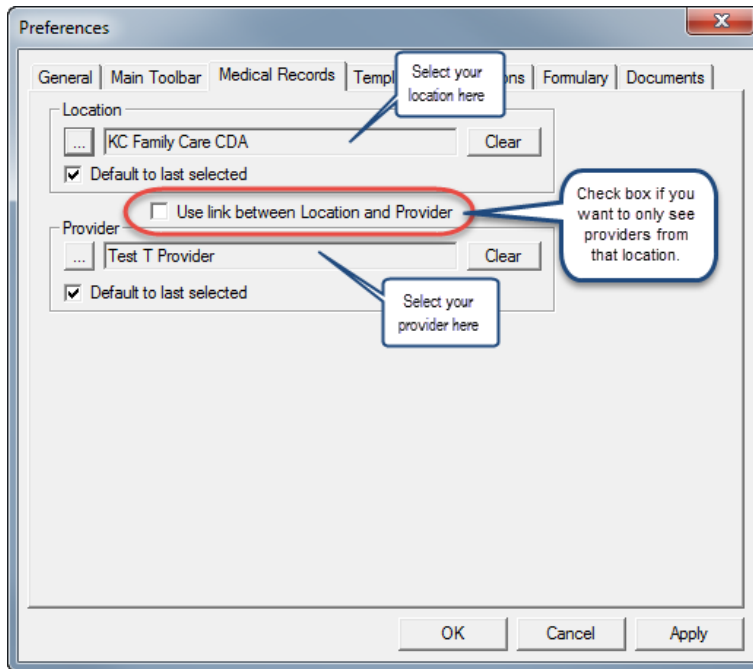 Preferences
General Main Toolbar Medical Records Templ ons Formulary Documents
Select your
location here
Location
... KC Family Care CDA Clear
Default to last selected
Use link between Location and Provider
Check box if you
want to only see
providers from
that location.
Provider
... Test T Provider Clear
Default to last selected
Select your
provider here
OK Cancel Apply